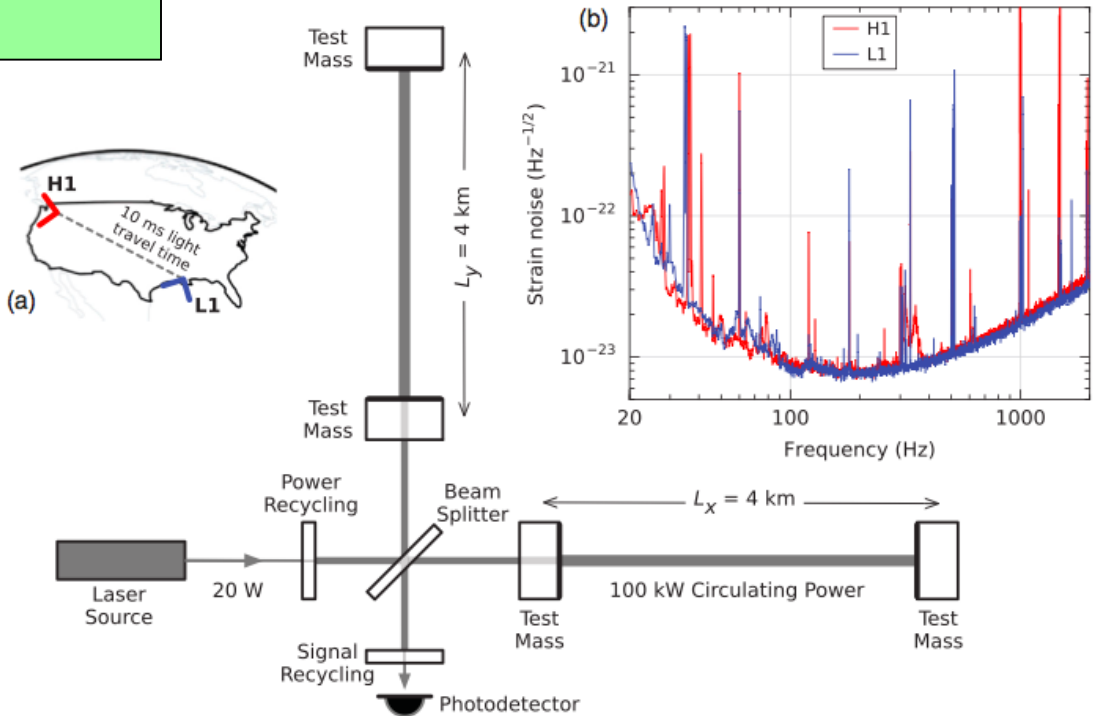 Test
Mass
H1
10 ms light
travel time
(a)
L1
L_y = 4 km
Test
Mass
Power
Recycling
Beam
Splitter
L_x = 4 km
Laser
Source
20 W
100 kW Circulating Power
Test
Mass
Test
Mass
Signal
Recycling
Photodetector
(b)
H1
L1
Strain noise (Hz^{-1/2})
10^{-21}
10^{-22}
10^{-23}
20
100
1000
Frequency (Hz)